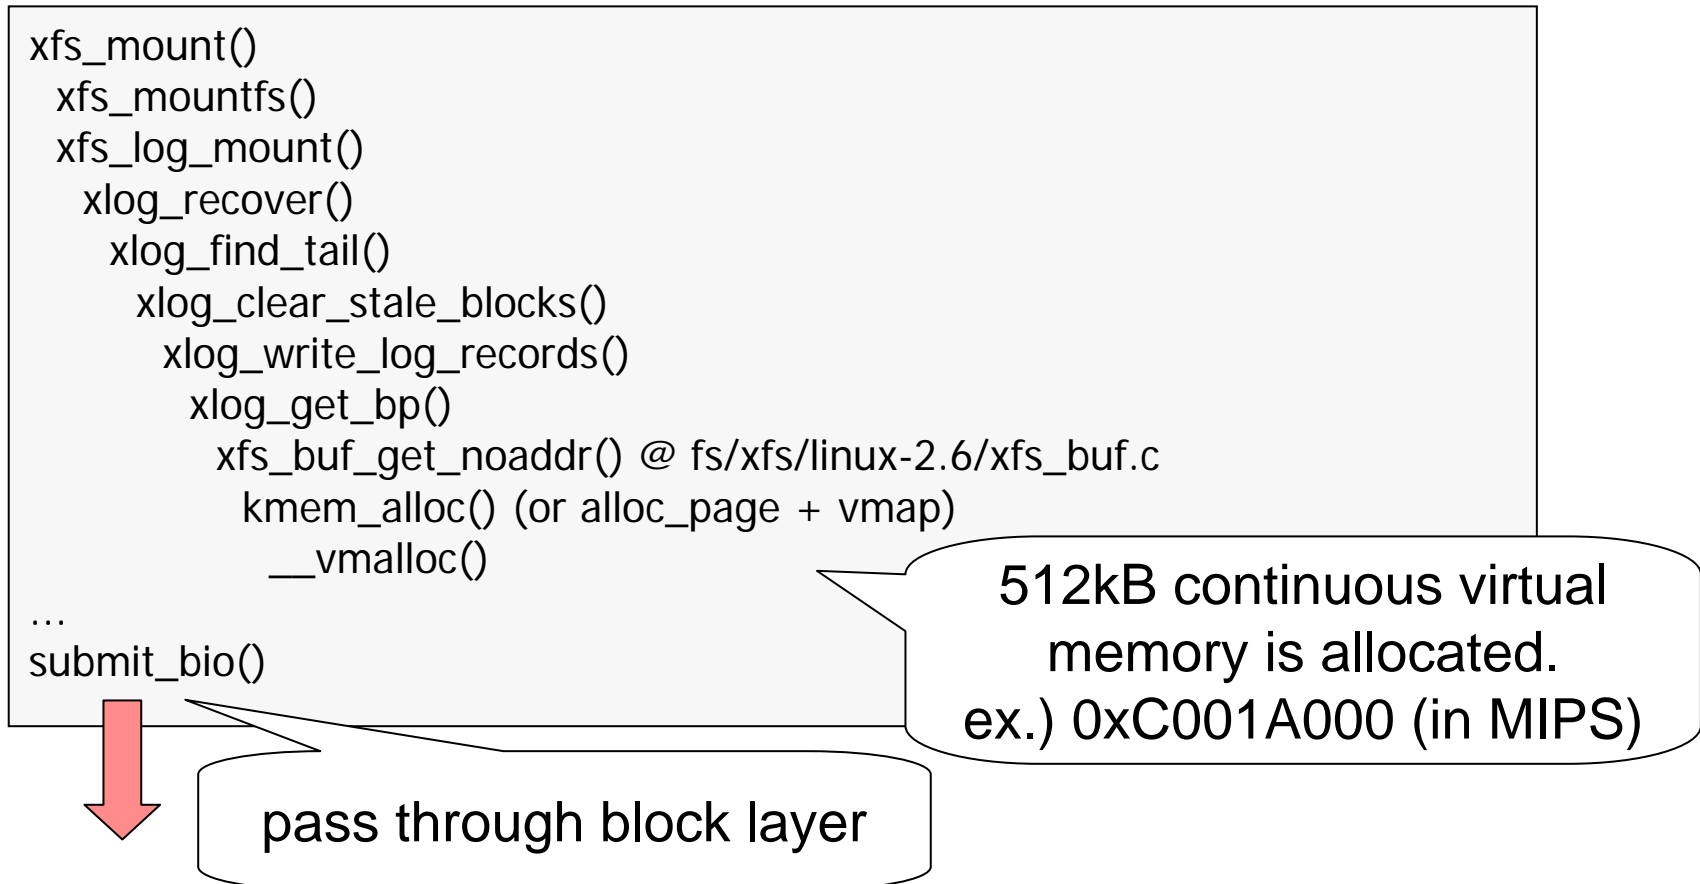 xfs_mount()
xfs_mountfs()
xfs_log_mount()
xlog_recover()
xlog_find_tail()
xlog_clear_stale_blocks()
xlog_write_log_records()
xlog_get_bp()
xfs_buf_get_noaddr() @ fs/xfs/linux-2.6/xfs_buf.c
kmem_alloc() (or alloc_page + vmap)
__vmalloc()
…
submit_bio()
512kB continuous virtual
memory is allocated.
ex.) 0xC001A000 (in MIPS)
pass through block layer